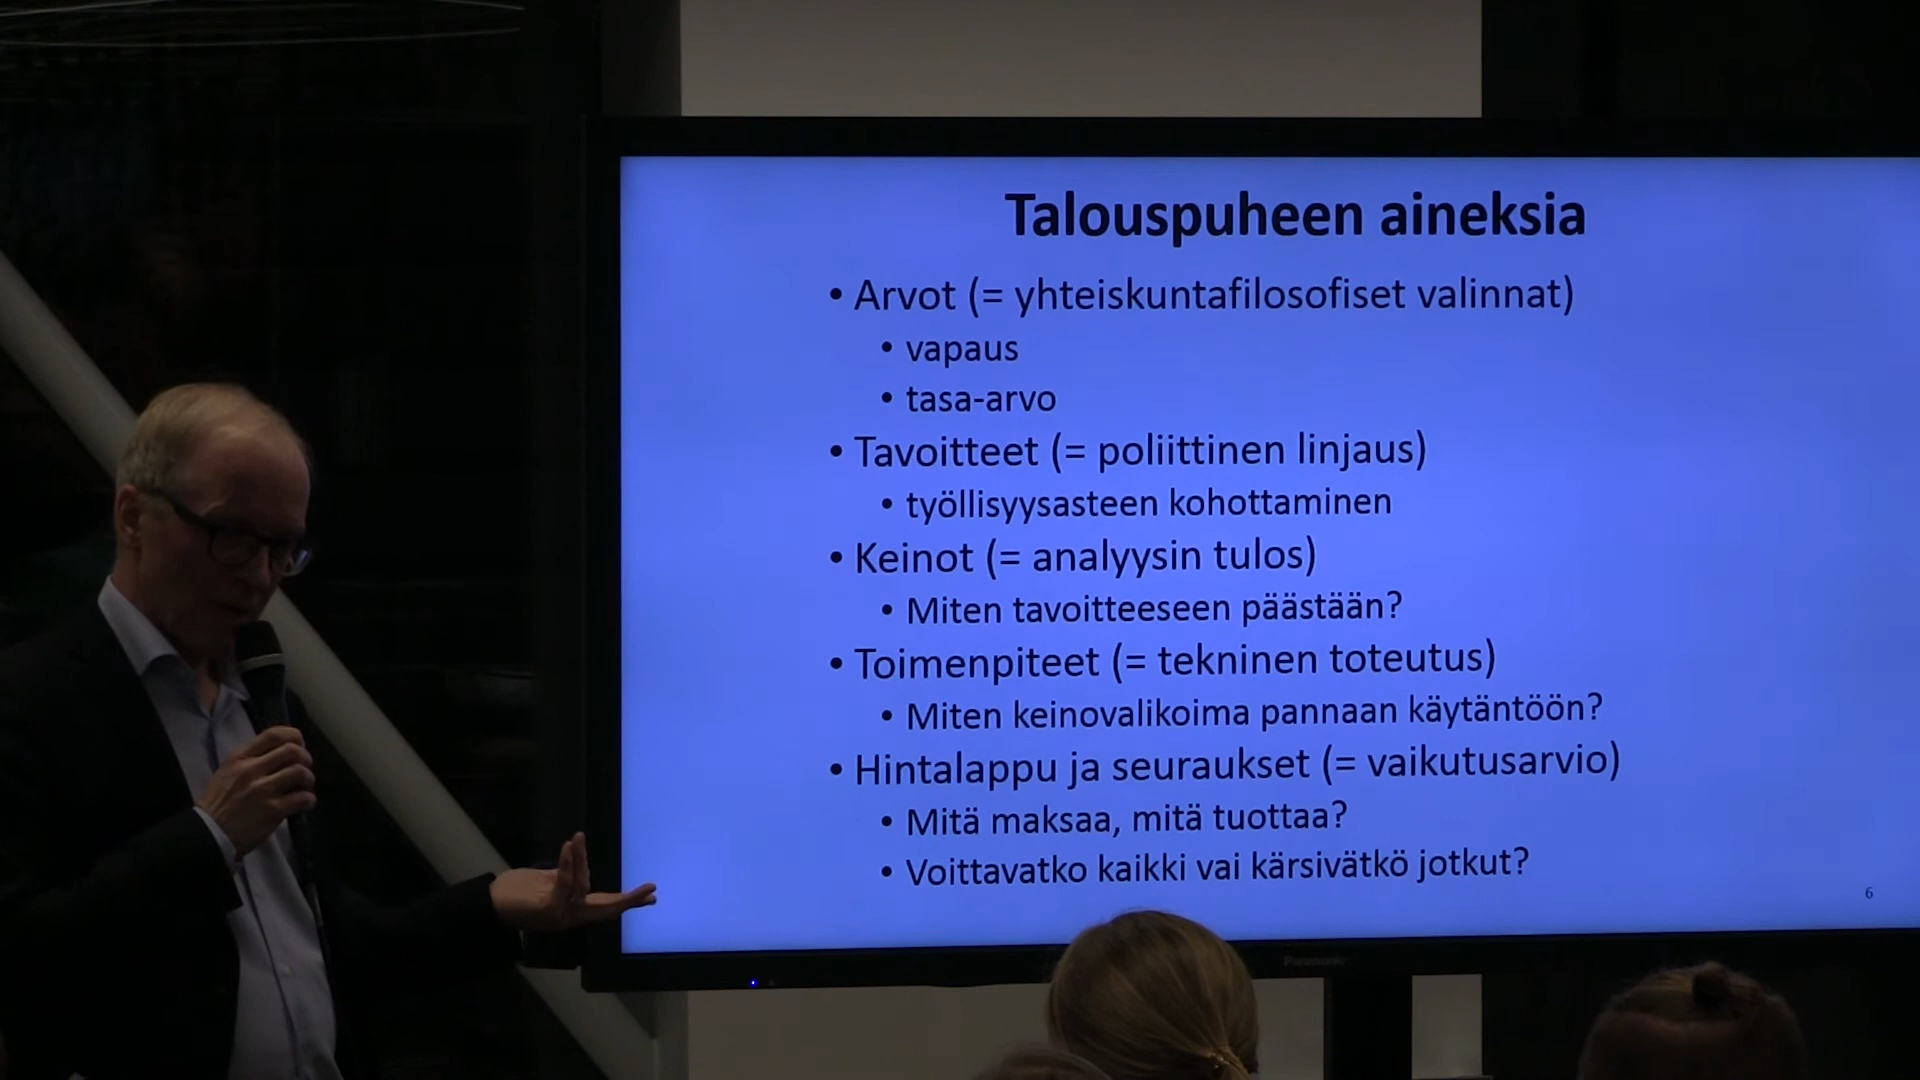 Talouspuheen aineksia
• Arvot (= yhteiskuntafilosofiset valinnat)
• vapaus
• tasa-arvo
• Tavoitteet (= poliittinen linjaus)
• työllisyysasteen kohottaminen
• Keinot (= analyysin tulos)
• Miten tavoitteeseen päästään?
• Toimenpiteet (= tekninen toteutus)
• Miten keinovalikoima pannaan käytäntöön?
• Hintalappu ja seuraukset (= vaikutusarvio)
• Mitä maksaa, mitä tuottaa?
• Voittavatko kaikki vai kärsivätkö jotkut?
6
Panasonic